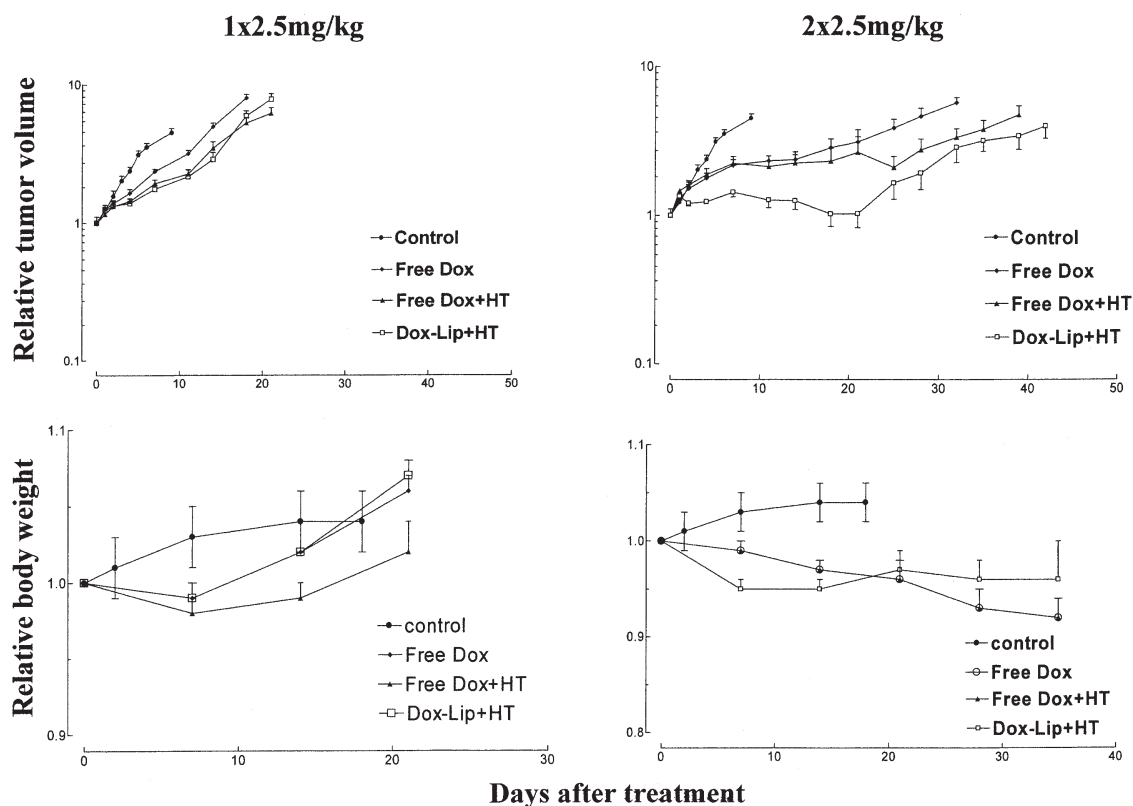 1x2.5mg/kg
2x2.5mg/kg
Relative tumor volume
10
1
0.1
0 10 20 30 40 50
Control
Free Dox
Free Dox+HT
Dox-Lip+HT
10
1
0.1
0 10 20 30 40 50
Control
Free Dox
Free Dox+HT
Dox-Lip+HT
Relative body weight
1.1
1.0
0.9
0 10 20 30
control
Free Dox
Free Dox+HT
Dox-Lip+HT
1.1
1.0
0.9
0.8
0 10 20 30 40
control
Free Dox
Free Dox+HT
Dox-Lip+HT
Days after treatment